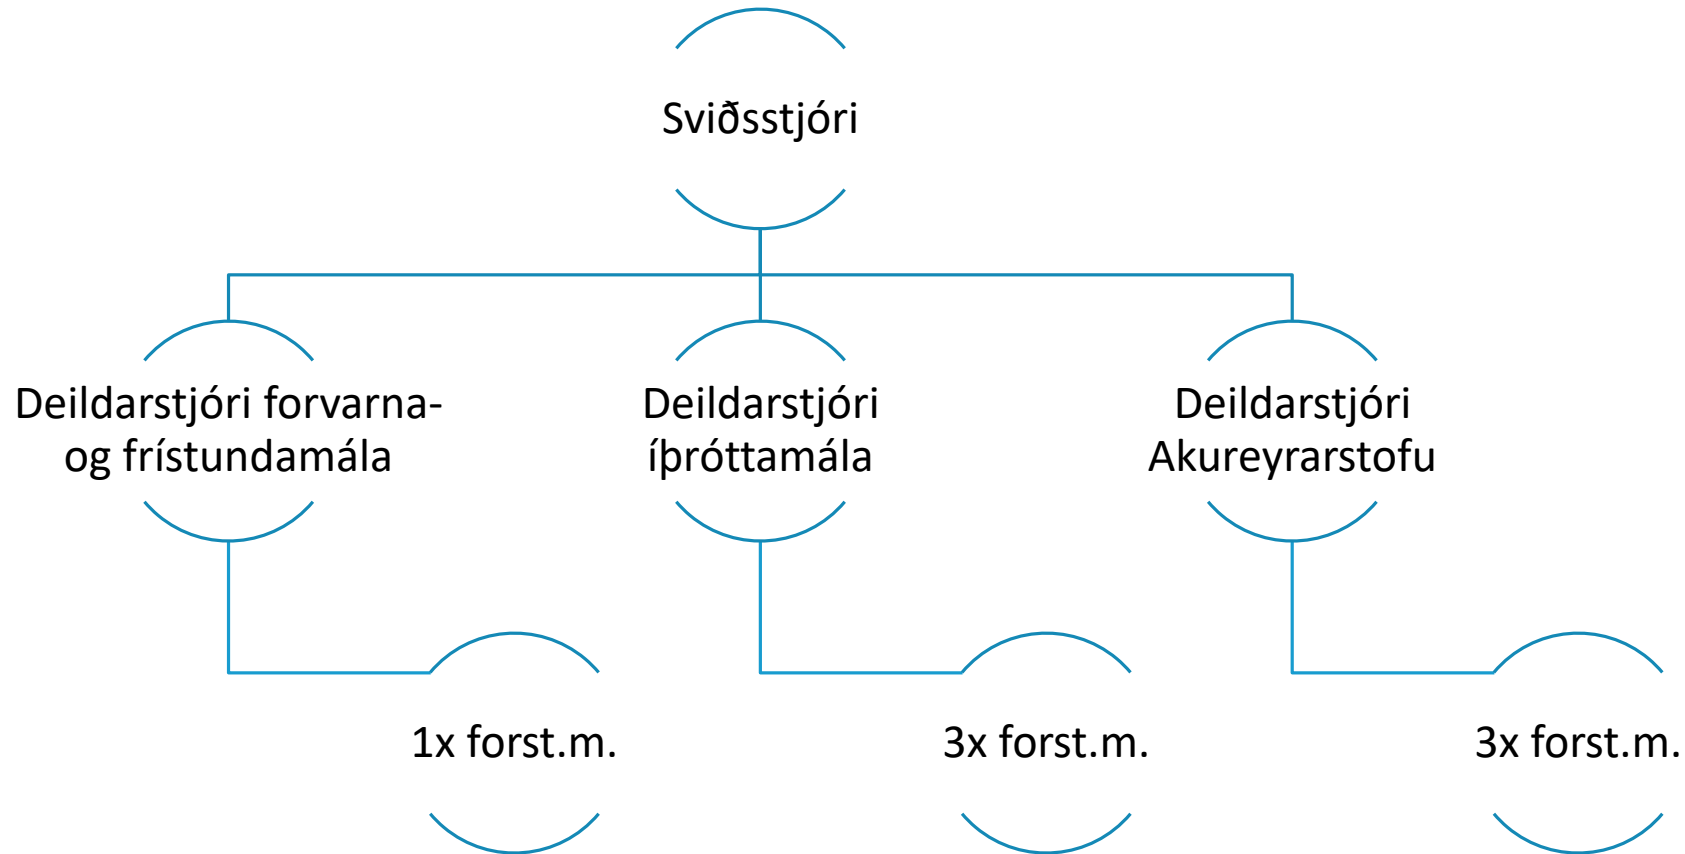 Sviðsstjóri
Deildarstjóri forvarna-
og frístundamála
Deildarstjóri
íþróttamála
Deildarstjóri
Akureyrarstofu
1x forst.m.
3x forst.m.
3x forst.m.